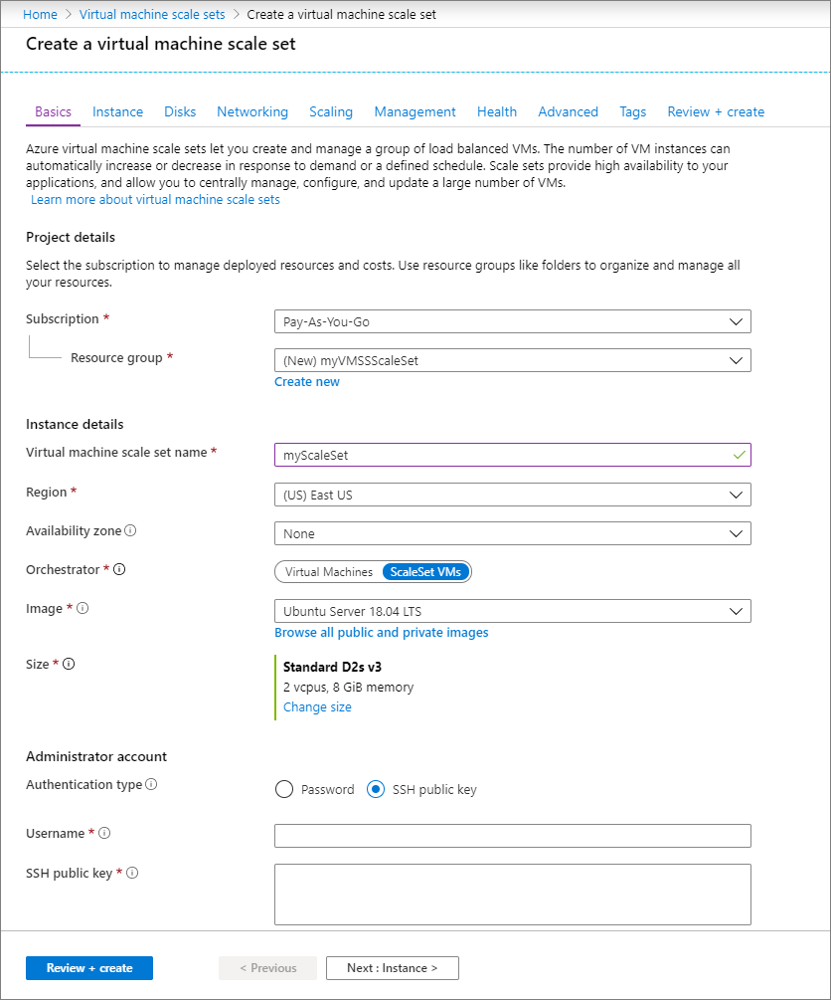 Home > Virtual machine scale sets > Create a virtual machine scale set
Create a virtual machine scale set
Basics Instance Disks Networking Scaling Management Health Advanced Tags Review + create
Azure virtual machine scale sets let you create and manage a group of load balanced VMs. The number of VM instances can
automatically increase or decrease in response to demand or a defined schedule. Scale sets provide high availability to your
applications, and allow you to centrally manage, configure, and update a large number of VMs.
Learn more about virtual machine scale sets
Project details
Select the subscription to manage deployed resources and costs. Use resource groups like folders to organize and manage all
your resources.
Subscription * Pay-As-You-Go
Resource group * (New) myVMSSScaleSet
Create new
Instance details
Virtual machine scale set name * myScaleSet
Region * (US) East US
Availability zone None
Orchestrator * Virtual Machines ScaleSet VMs
Image * Ubuntu Server 18.04 LTS
Browse all public and private images
Size * Standard D2s v3
2 vcpus, 8 GiB memory
Change size
Administrator account
Authentication type Password SSH public key
Username *
SSH public key *
Review + create < Previous Next : Instance >